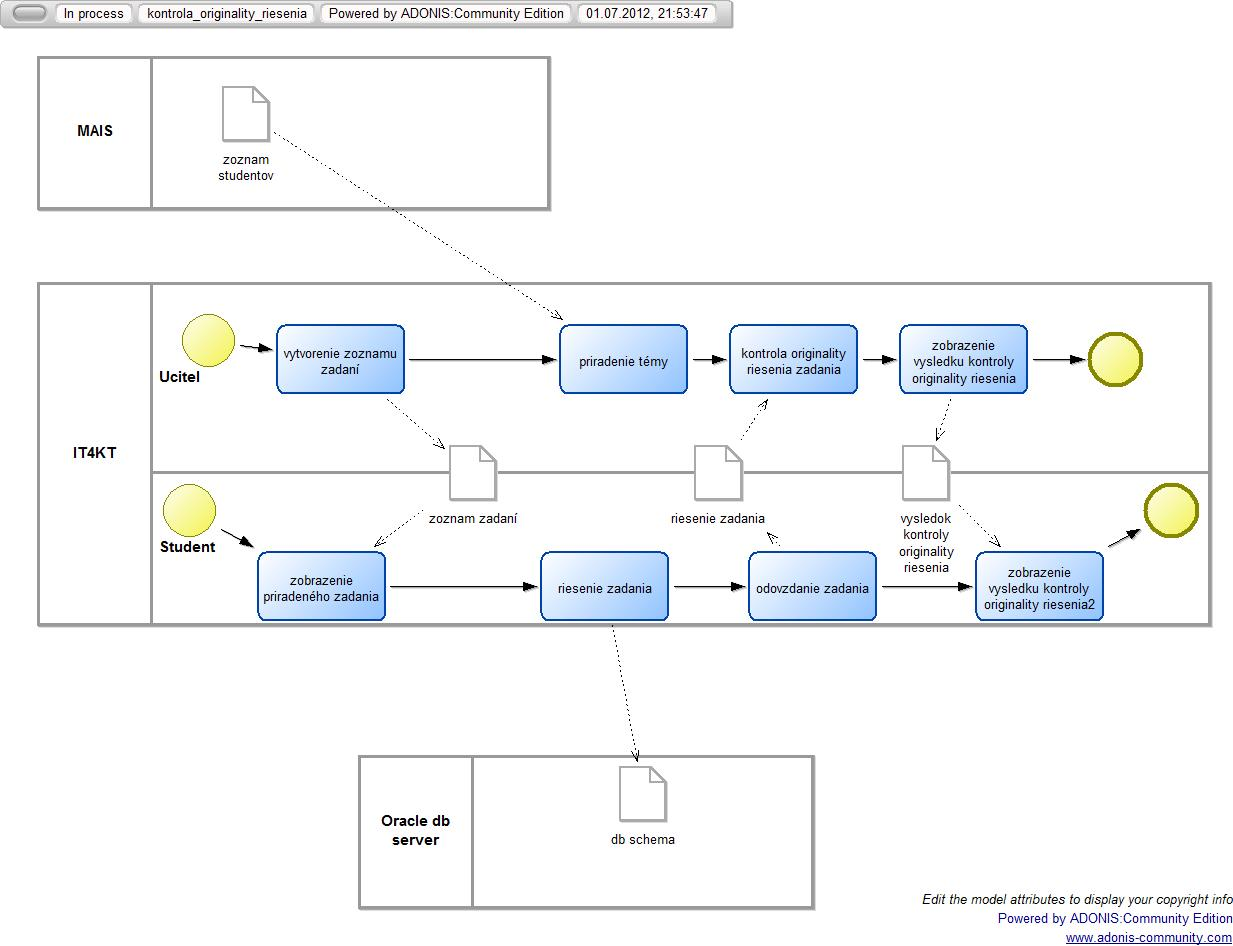 In process kontrola_originality_riesenia Powered by ADONIS:Community Edition 01.07.2012, 21:53:47
MAIS
zoznam
studentov
IT4KT
Ucitel
vytvorenie zoznamu
zadaní
priradenie témy
kontrola originality
riesenia zadania
zobrazenie
vysledku kontroly
originality riesenia
zoznam zadaní
riesenie zadania
vysledok
kontroly
originality
riesenia
Student
zobrazenie
priradeného zadania
riesenie zadania
odovzdanie zadania
zobrazenie
vysledku kontroly
originality riesenia2
Oracle db
server
db schema
Edit the model attributes to display your copyright info
Powered by ADONIS:Community Edition
www.adonis-community.com